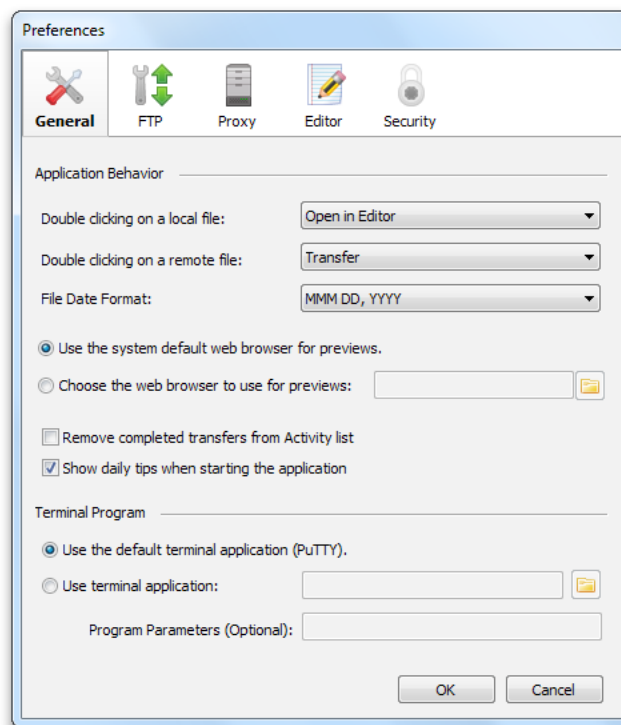 Preferences
General FTP Proxy Editor Security
Application Behavior
Double clicking on a local file: Open in Editor
Double clicking on a remote file: Transfer
File Date Format: MMM DD, YYYY
Use the system default web browser for previews.
Choose the web browser to use for previews:
Remove completed transfers from Activity list
Show daily tips when starting the application
Terminal Program
Use the default terminal application (PuTTY).
Use terminal application:
Program Parameters (Optional):
OK Cancel